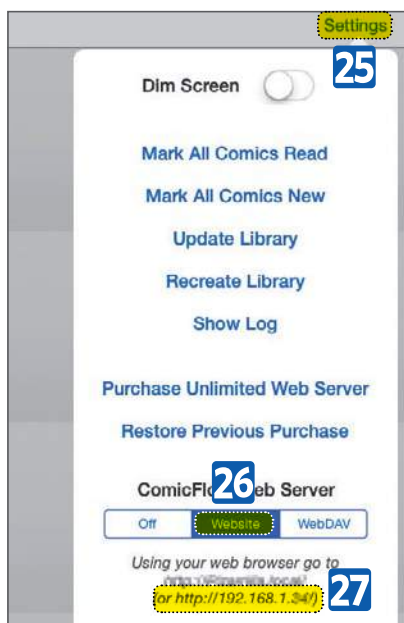 Settings
25
Dim Screen
Mark All Comics Read
Mark All Comics New
Update Library
Recreate Library
Show Log
Purchase Unlimited Web Server
Restore Previous Purchase
26
Server
Off Website WebDAV
Using your web browser go to
(or http://192.168.1.34/)
27